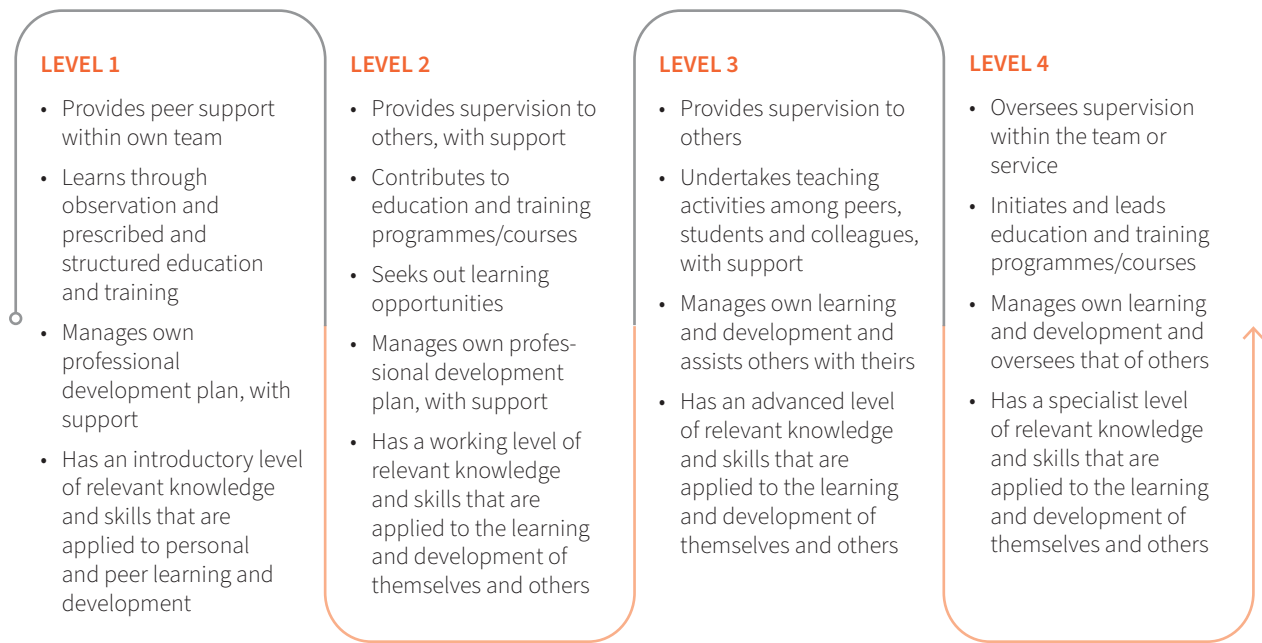 LEVEL 1
• Provides peer support
within own team
• Learns through
observation and
prescribed and
structured education
and training
• Manages own
professional
development plan, with
support
• Has an introductory level
of relevant knowledge
and skills that are
applied to personal
and peer learning and
development
LEVEL 2
• Provides supervision to
others, with support
• Contributes to
education and training
programmes/courses
• Seeks out learning
opportunities
• Manages own profes-
sional development
plan, with support
• Has a working level of
relevant knowledge
and skills that are
applied to the learning
and development of
themselves and others
LEVEL 3
• Provides supervision to
others
• Undertakes teaching
activities among peers,
students and colleagues,
with support
• Manages own learning
and development and
assists others with theirs
• Has an advanced level
of relevant knowledge
and skills that are
applied to the learning
and development of
themselves and others
LEVEL 4
• Oversees supervision
within the team or
service
• Initiates and leads
education and training
programmes/courses
• Manages own learning
and development and
oversees that of others
• Has a specialist level
of relevant knowledge
and skills that are
applied to the learning
and development of
themselves and others